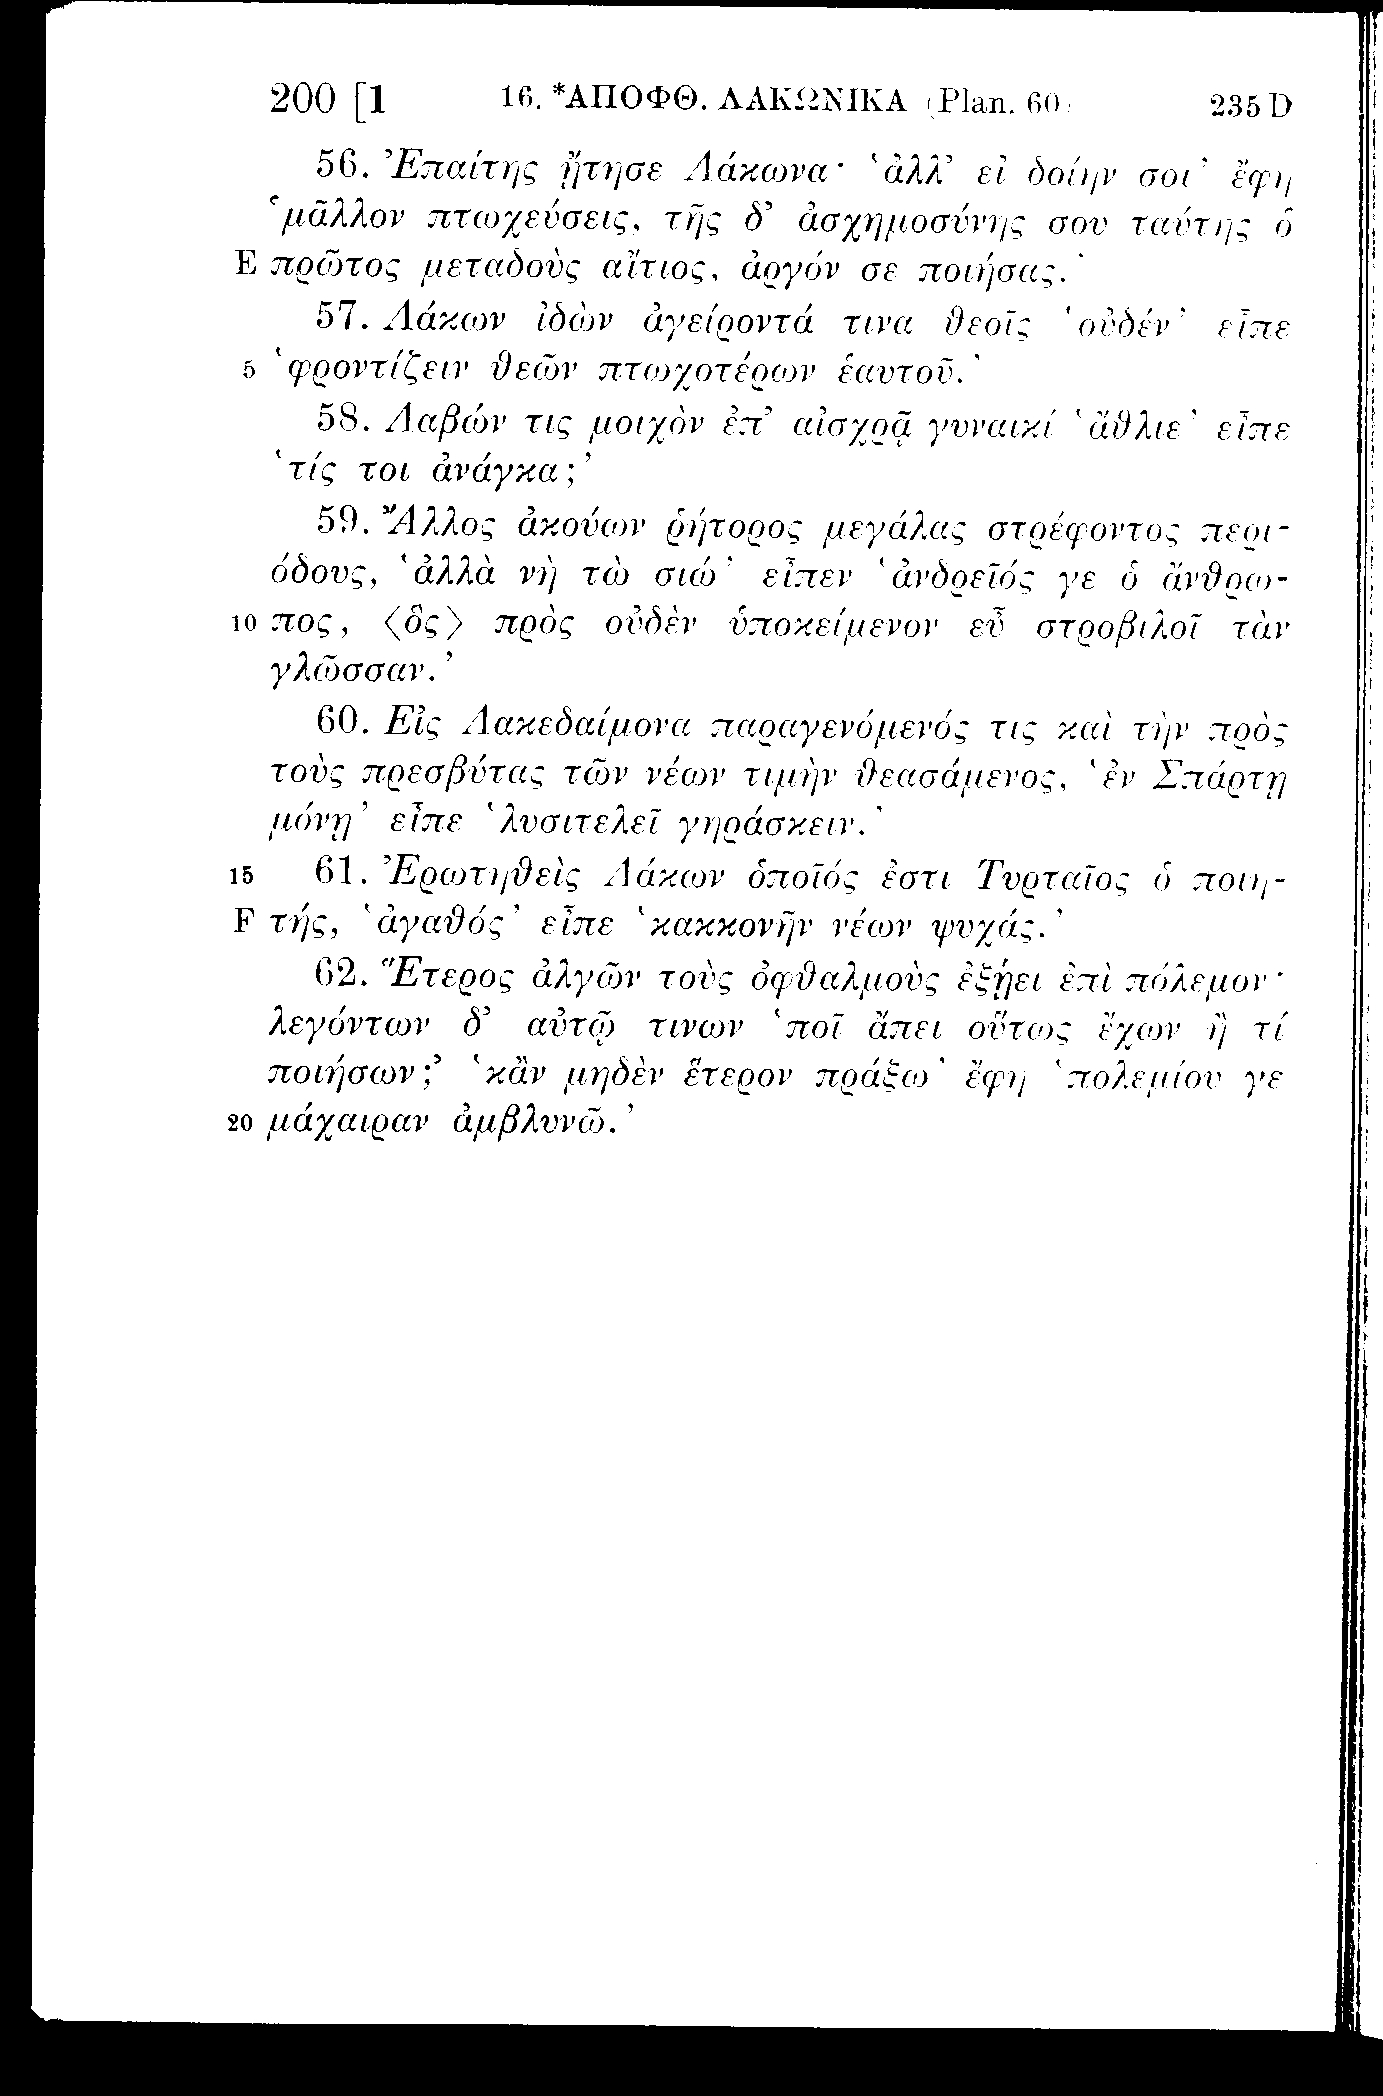 200 [1 16. *ΑΠΟΦΘ. ΛΑΚΩΝΙΚΑ (Plan. 60) 235 D
56. Ἐπαίτης ᾔτησε Λάκωνα· ‘ἀλλ’ εἰ δοίην σοι’ ἔφη
‘μᾶλλον πτωχεύσεις, τῆς δ’ ἀσχημοσύνης σου ταύτης ὁ
E πρῶτος μεταδοὺς αἴτιος, ἀργόν σε ποιήσας.’
57. Λάκων ἰδὼν ἀγείροντά τινα θεοῖς ‘οὐδέν’ εἶπε
5 ‘φροντίζειν θεῶν πτωχοτέρων ἑαυτοῦ.’
58. Λαβών τις μοιχὸν ἐπ’ αἰσχρᾷ γυναικί ‘ἄθλιε’ εἶπε
‘τίς τοι ἀνάγκα;’
59. Ἄλλος ἀκούων ῥήτορος μεγάλας στρέφοντος περι-
όδους, ‘ἀλλὰ νὴ τὼ σιώ’ εἶπεν ‘ἀνδρεῖός γε ὁ ἄνθρω-
10 πος, 〈ὃς〉 πρὸς οὐδὲν ὑποκείμενον εὖ στροβιλοῖ τὰν
γλῶσσαν.’
60. Εἰς Λακεδαίμονα παραγενόμενός τις καὶ τὴν πρὸς
τοὺς πρεσβύτας τῶν νέων τιμὴν θεασάμενος, ‘ἐν Σπάρτῃ
μόνῃ’ εἶπε ‘λυσιτελεῖ γηράσκειν.’
15 61. Ἐρωτηθεὶς Λάκων ὁποῖός ἐστι Τυρταῖος ὁ ποιη-
F τής, ‘ἀγαθός’ εἶπε ‘κακκονῆν νέων ψυχάς.’
62. Ἕτερος ἀλγῶν τοὺς ὀφθαλμοὺς ἐξῄει ἐπὶ πόλεμον·
λεγόντων δ’ αὐτῷ τινων ‘ποῖ ἄπει οὕτως ἔχων ἢ τί
ποιήσων;’ ‘κἂν μηδὲν ἕτερον πράξω’ ἔφη ‘πολεμίου γε
20 μάχαιραν ἀμβλυνῶ.’